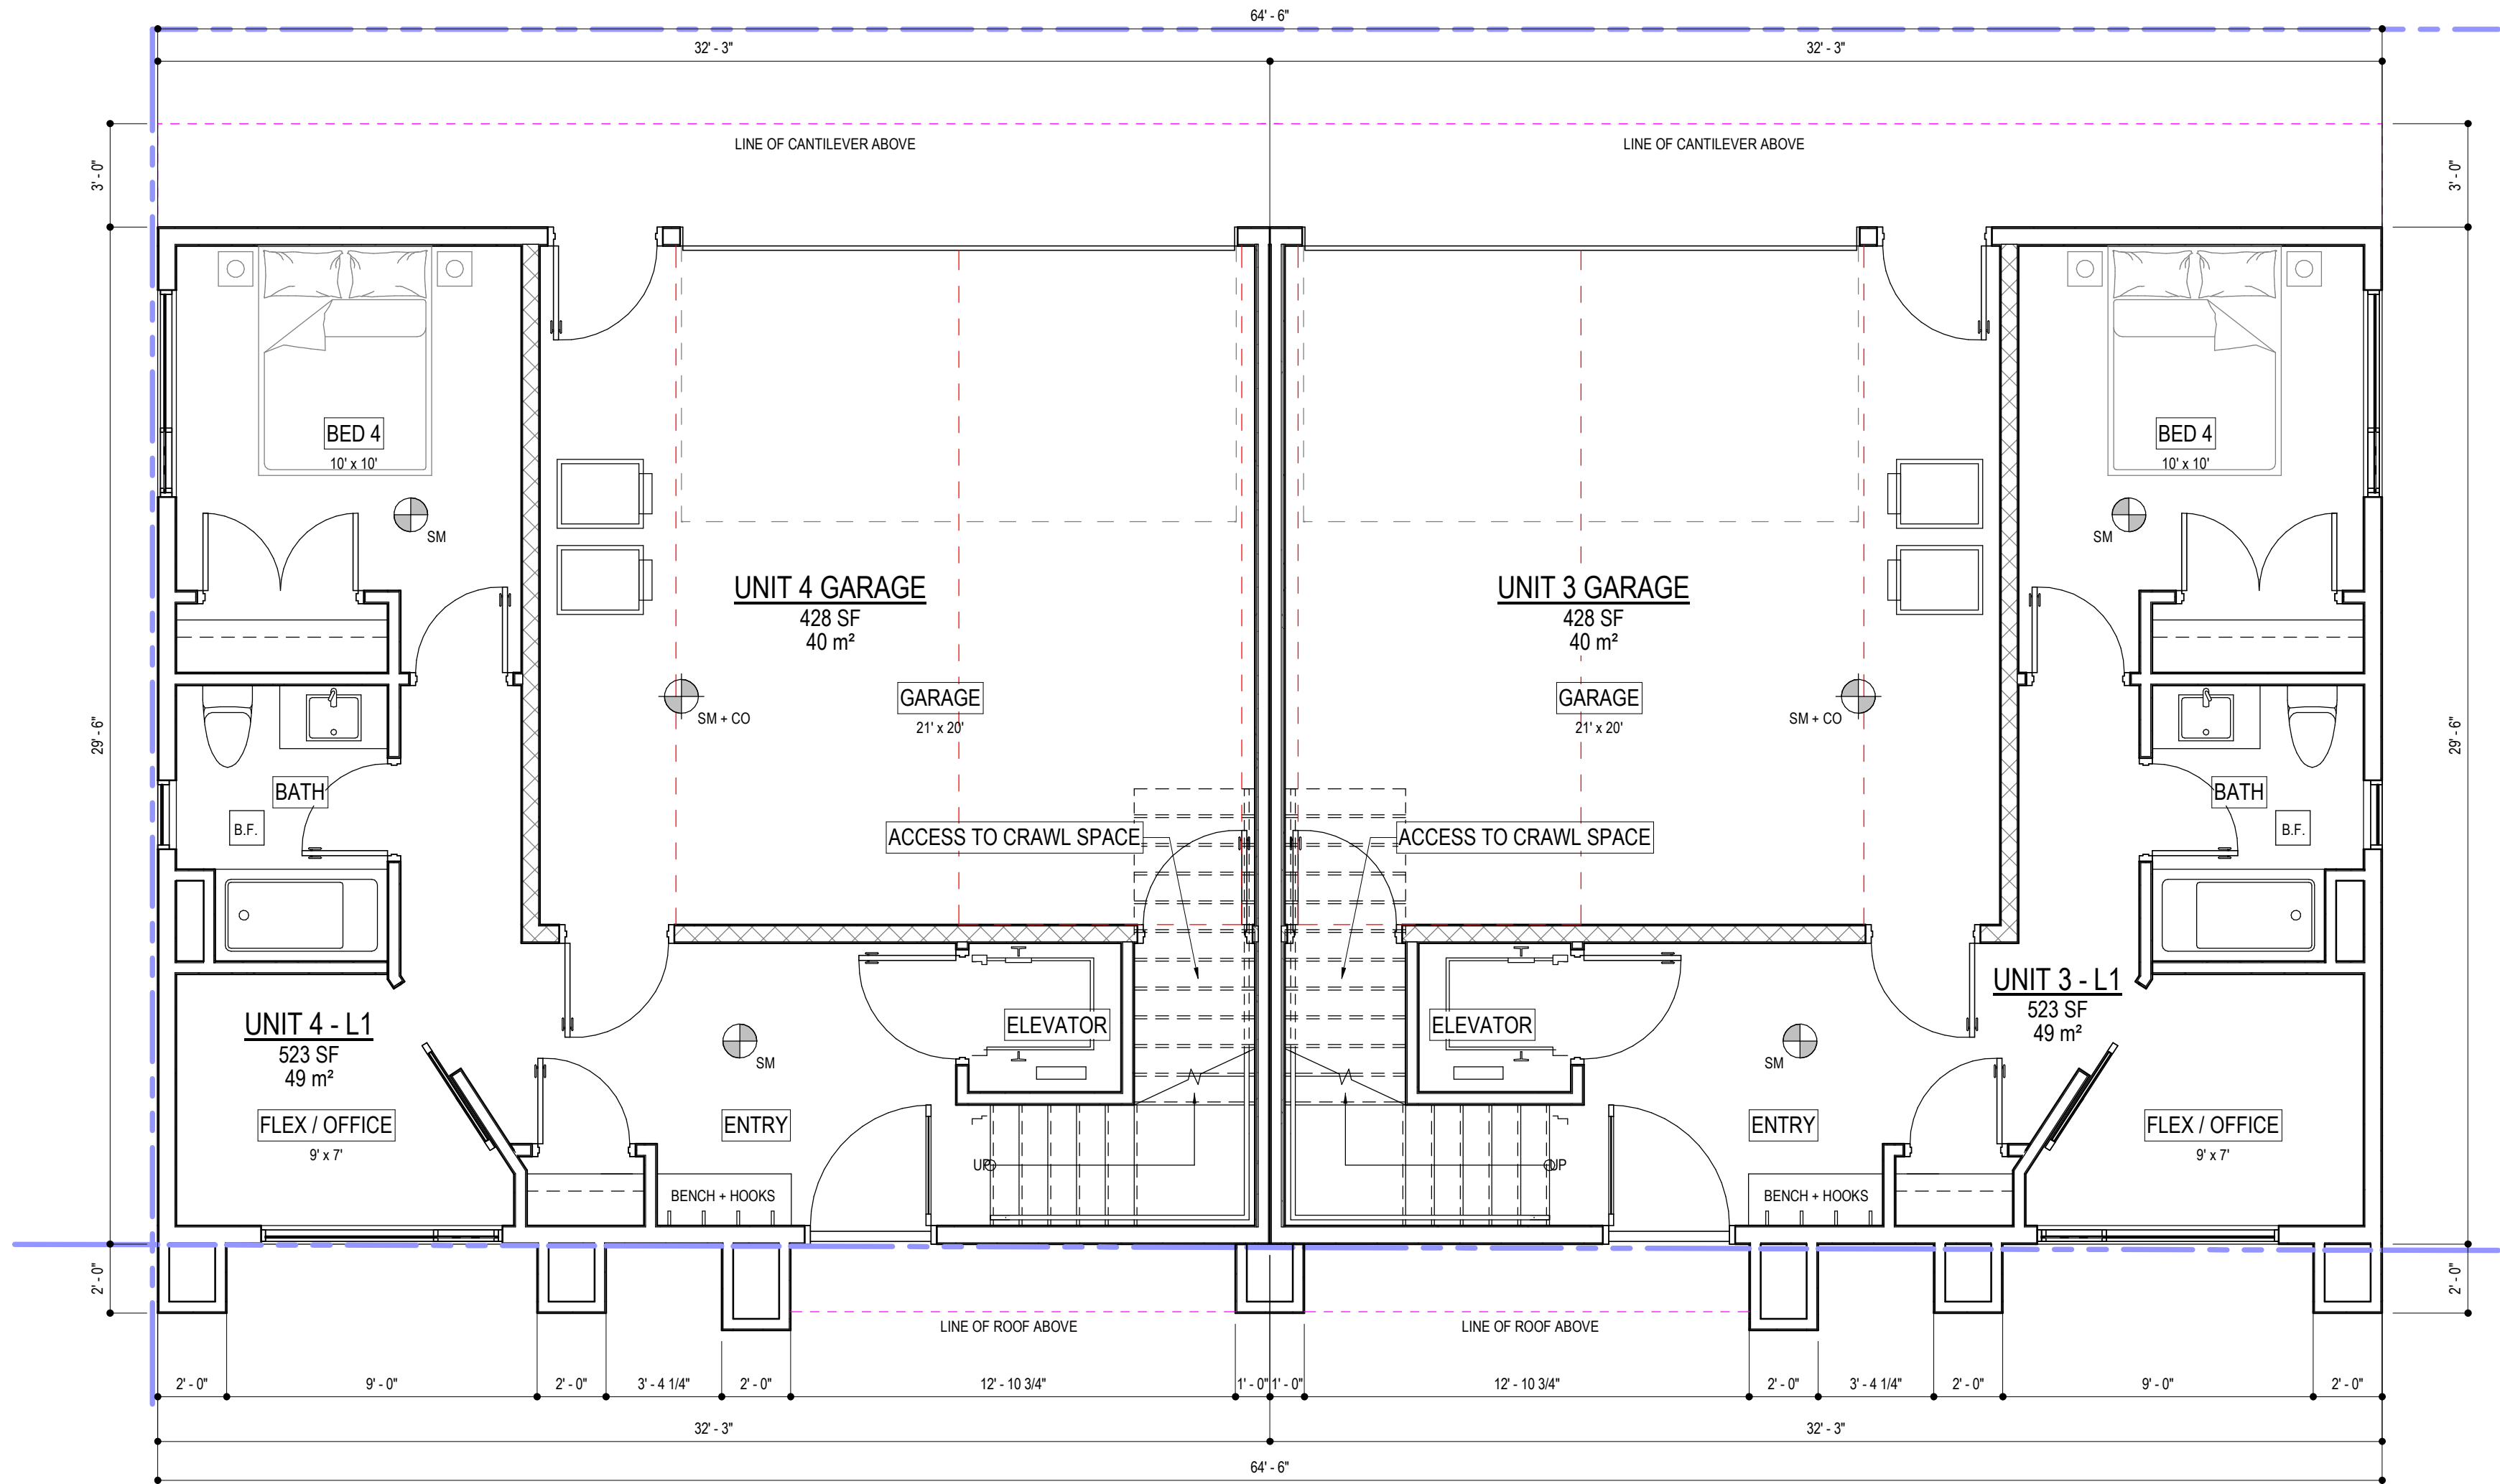 64' - 6"
32' - 3"
32' - 3"
LINE OF CANTILEVER ABOVE
LINE OF CANTILEVER ABOVE
3' - 0"
3' - 0"
BED 4
10' x 10'
BED 4
10' x 10'
SM
SM
UNIT 4 GARAGE
428 SF
40 m²
UNIT 3 GARAGE
428 SF
40 m²
GARAGE
21' x 20'
GARAGE
21' x 20'
SM + CO
SM + CO
29' - 6"
29' - 6"
BATH
BATH
B.F.
B.F.
ACCESS TO CRAWL SPACE
ACCESS TO CRAWL SPACE
UNIT 4 - L1
523 SF
49 m²
UNIT 3 - L1
523 SF
49 m²
ELEVATOR
ELEVATOR
SM
SM
FLEX / OFFICE
9' x 7'
ENTRY
ENTRY
FLEX / OFFICE
9' x 7'
UP
UP
BENCH + HOOKS
BENCH + HOOKS
2' - 0"
2' - 0"
LINE OF ROOF ABOVE
LINE OF ROOF ABOVE
2' - 0"
9' - 0"
2' - 0"
3' - 4 1/4"
2' - 0"
12' - 10 3/4"
1' - 0"
1' - 0"
12' - 10 3/4"
2' - 0"
3' - 4 1/4"
2' - 0"
9' - 0"
2' - 0"
32' - 3"
32' - 3"
64' - 6"